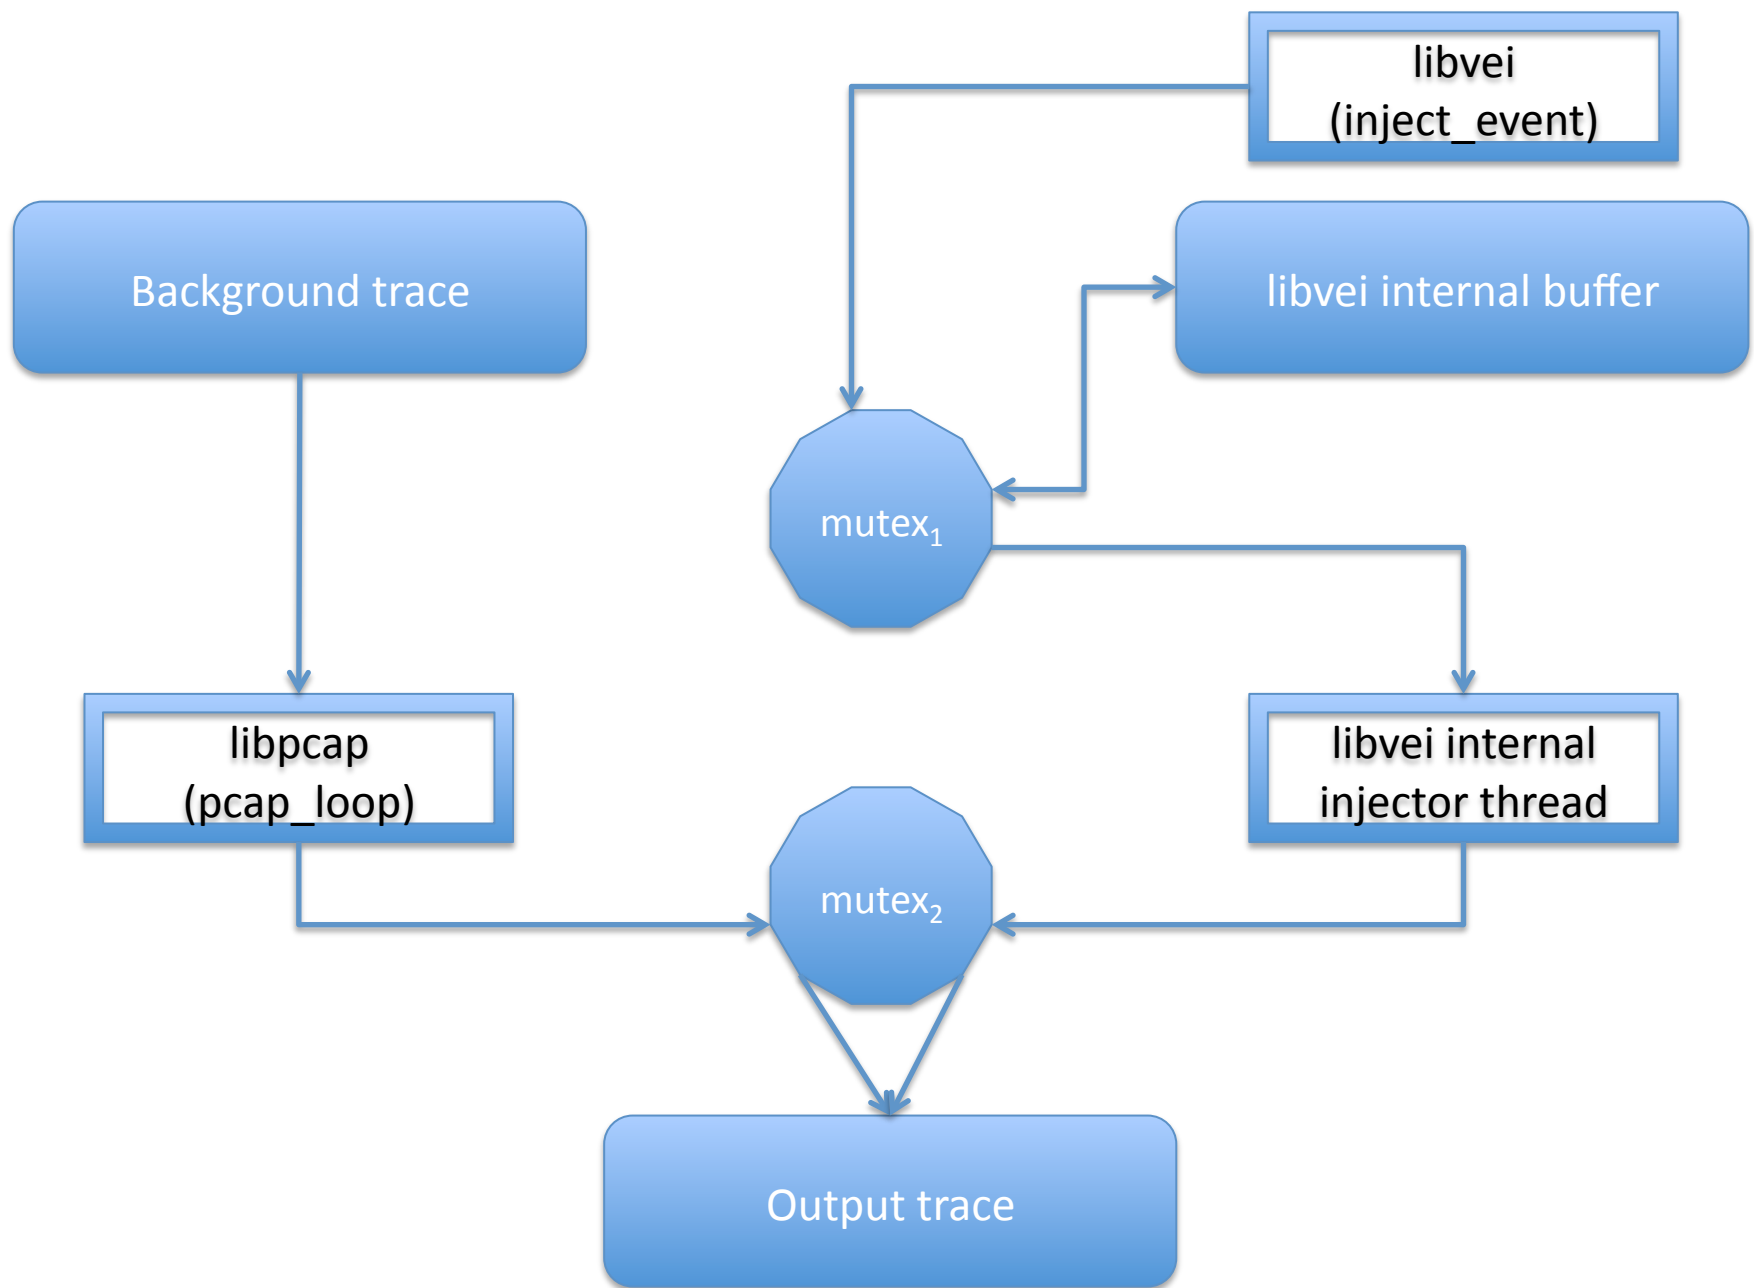 libvei
(inject_event)
Background trace
libvei internal buffer
mutex₁
libpcap
(pcap_loop)
libvei internal
injector thread
mutex₂
Output trace